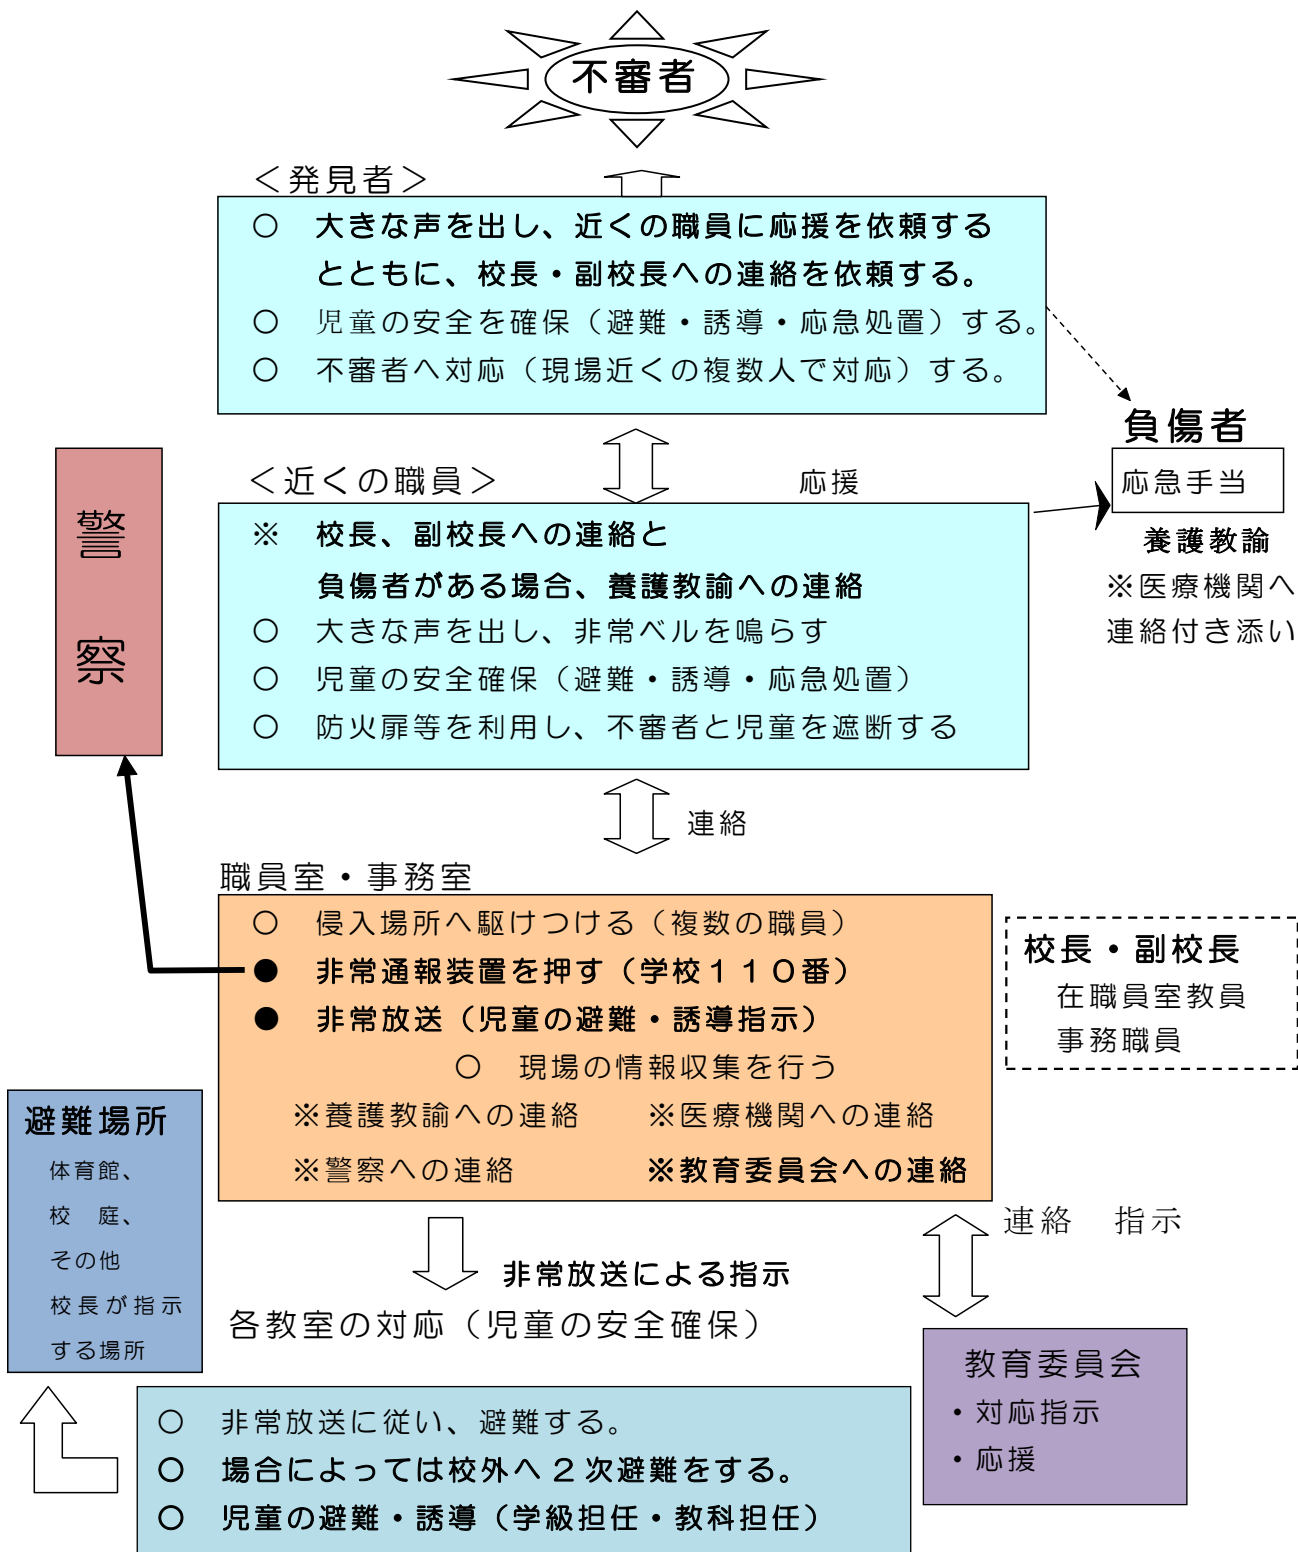 不審者
＜発見者＞
○　大きな声を出し、近くの職員に応援を依頼する
とともに、校長・副校長への連絡を依頼する。
○　児童の安全を確保（避難・誘導・応急処置）する。
○　不審者へ対応（現場近くの複数人で対応）する。
負傷者
応急手当
養護教諭
※医療機関へ
連絡付き添い
警
察
＜近くの職員＞
応援
※　校長、副校長への連絡と
負傷者がある場合、養護教諭への連絡
○　大きな声を出し、非常ベルを鳴らす
○　児童の安全確保（避難・誘導・応急処置）
○　防火扉等を利用し、不審者と児童を遮断する
連絡
職員室・事務室
○　侵入場所へ駆けつける（複数の職員）
●　非常通報装置を押す（学校１１０番）
●　非常放送（児童の避難・誘導指示）
○　現場の情報収集を行う
※養護教諭への連絡　　※医療機関への連絡
※警察への連絡　　※教育委員会への連絡
校長・副校長
在職員室教員
事務職員
避難場所
体育館、
校　庭、
その他
校長が指示
する場所
連絡　指示
非常放送による指示
各教室の対応（児童の安全確保）
教育委員会
・対応指示
・応援
○　非常放送に従い、避難する。
○　場合によっては校外へ２次避難をする。
○　児童の避難・誘導（学級担任・教科担任）